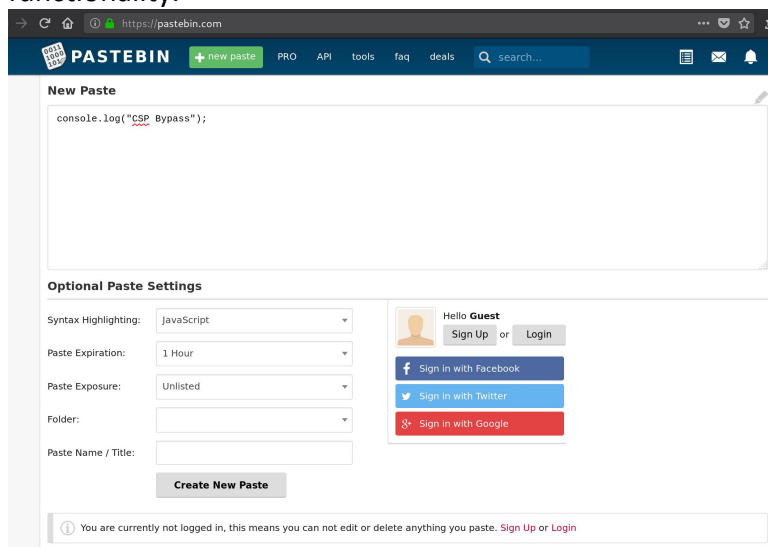 functionality.
https://pastebin.com
PASTEBIN + new paste PRO API tools faq deals search...
New Paste
console.log("CSP Bypass");
Optional Paste Settings
Syntax Highlighting: JavaScript
Paste Expiration: 1 Hour
Paste Exposure: Unlisted
Folder:
Paste Name / Title:
Create New Paste
Hello Guest
Sign Up or Login
Sign in with Facebook
Sign in with Twitter
Sign in with Google
You are currently not logged in, this means you can not edit or delete anything you paste. Sign Up or Login